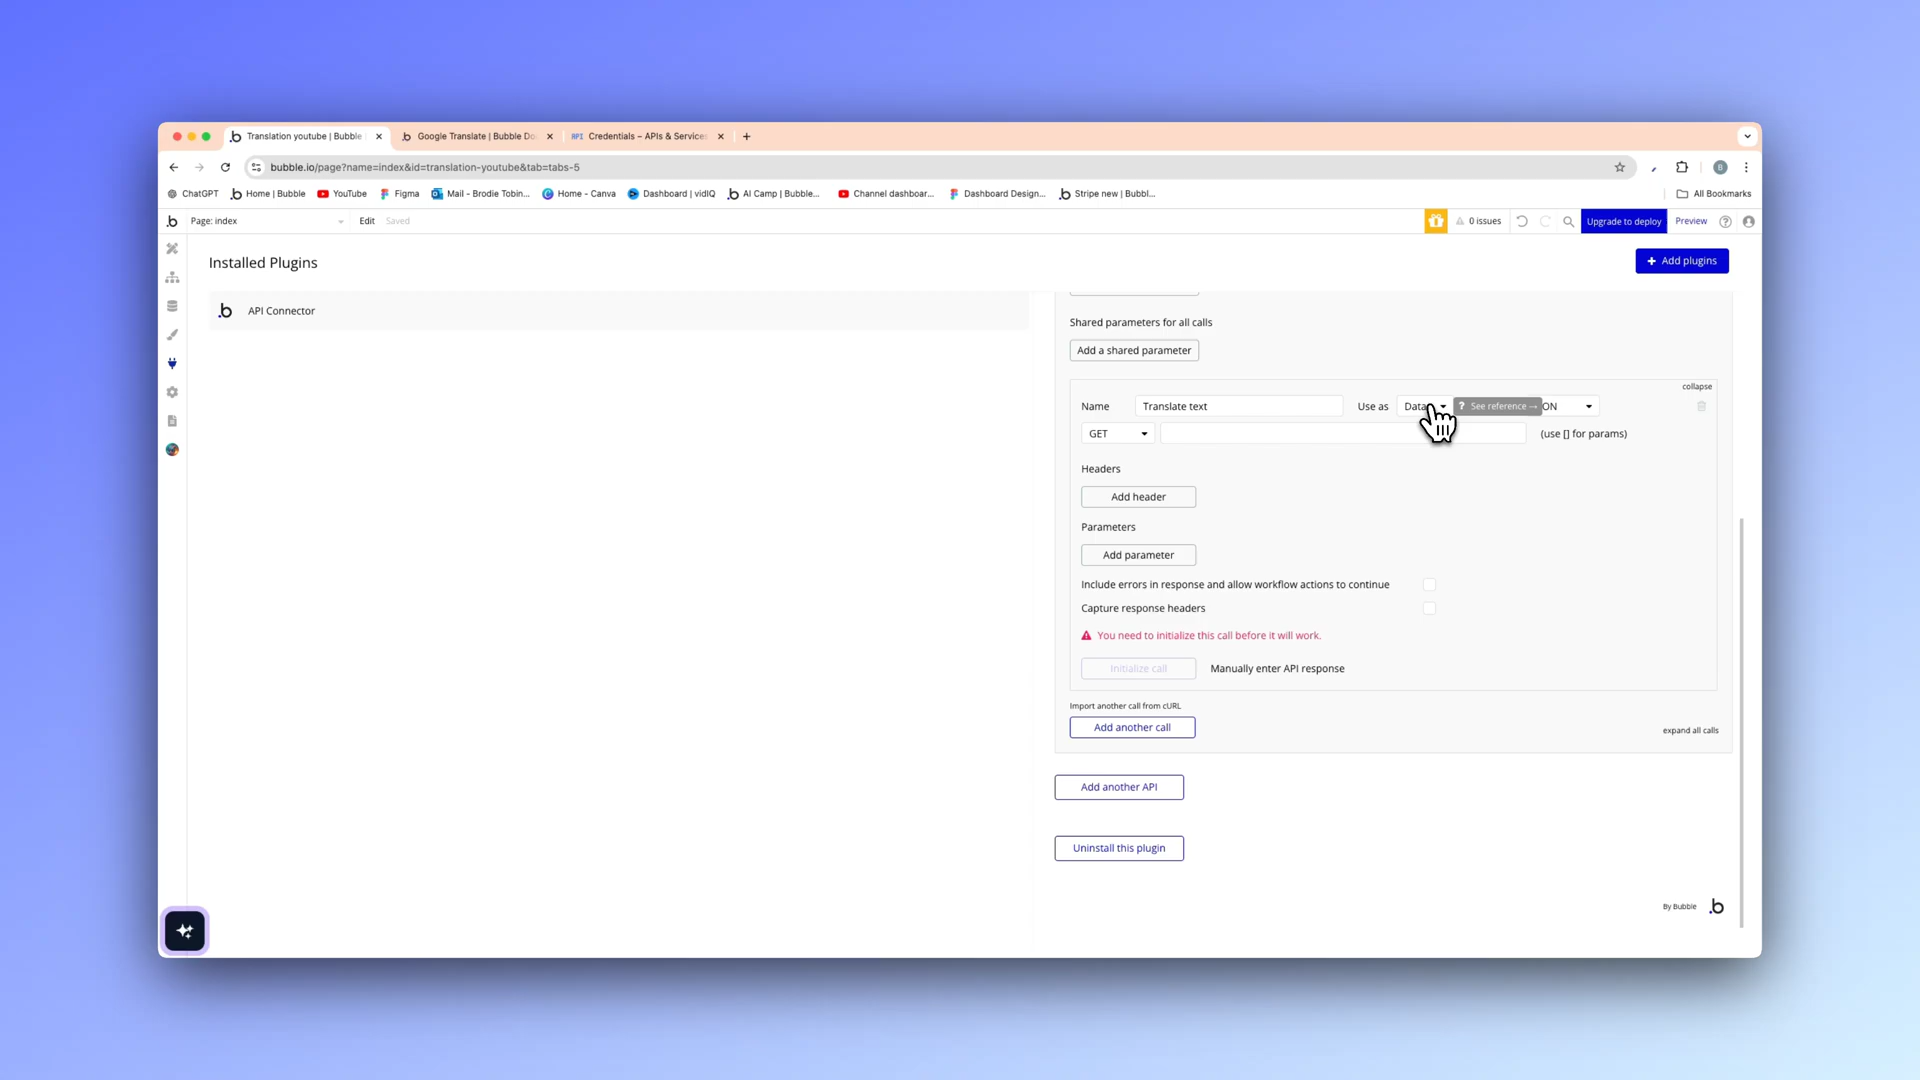 Translation youtube | Bubble
Google Translate | Bubble Do
API Credentials – APIs & Service
bubble.io/page?name=index&id=translation-youtube&tab=tabs-5
B
ChatGPT
Home | Bubble
YouTube
Figma
Mail - Brodie Tobin...
Home - Canva
Dashboard | vidIQ
AI Camp | Bubble...
Channel dashboar...
Dashboard Design...
Stripe new | Bubbl...
All Bookmarks
Page: index
Edit
Saved
0 issues
Upgrade to deploy
Preview
Installed Plugins
+ Add plugins
API Connector
Shared parameters for all calls
Add a shared parameter
collapse
Name
Translate text
Use as
Data
? See reference →
ON
GET
(use [] for params)
Headers
Add header
Parameters
Add parameter
Include errors in response and allow workflow actions to continue
Capture response headers
You need to initialize this call before it will work.
Initialize call
Manually enter API response
Import another call from cURL
Add another call
expand all calls
Add another API
Uninstall this plugin
By Bubble